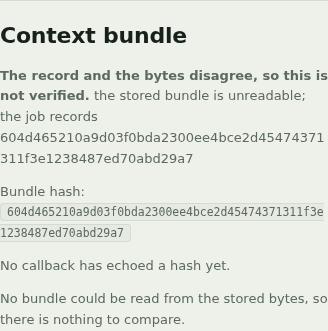 Context bundle
The record and the bytes disagree, so this is
not verified. the stored bundle is unreadable;
the job records
604d465210a9d03f0bda2300ee4bce2d45474371
311f3e1238487ed70abd29a7
Bundle hash:
604d465210a9d03f0bda2300ee4bce2d45474371311f3e
1238487ed70abd29a7
No callback has echoed a hash yet.
No bundle could be read from the stored bytes, so
there is nothing to compare.